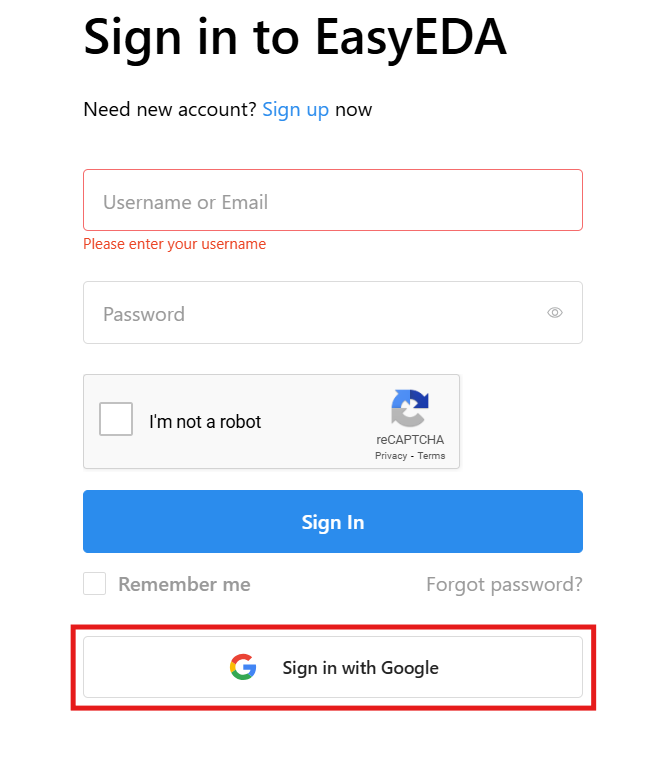 Sign in to EasyEDA
Need new account? Sign up now
Username or Email
Please enter your username
Password
I'm not a robot
reCAPTCHA
Privacy - Terms
Sign In
Remember me
Forgot password?
Sign in with Google